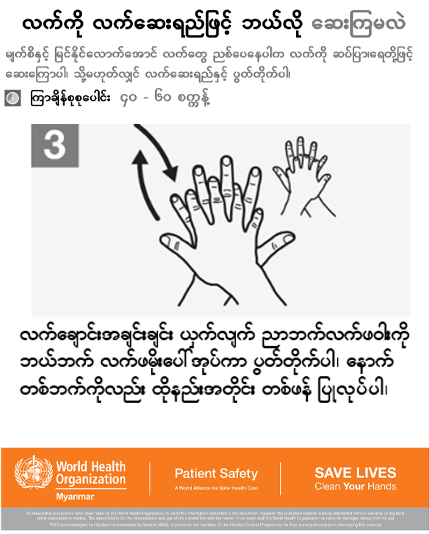 လက်ကို လက်ဆေးရည်ဖြင့် ဘယ်လို ဆေးကြမလဲ
မျက်စိနှင့် မြင်နိုင်လောက်အောင် လက်တွေ ညစ်ပေနေပါက လက်ကို ဆပ်ပြာ၊ရေတို့ဖြင့်
ဆေးကြောပါ၊ သို့မဟုတ်လျှင် လက်ဆေးရည်နှင့် ပွတ်တိုက်ပါ၊
ကြာချိန်စုစုပေါင်း ၄၀ - ၆၀ စက္ကန့်
3
လက်ချောင်းအချင်းချင်း ယှက်လျက် ညာဘက်လက်ဖဝါးကို
ဘယ်ဘက် လက်ဖမိုးပေါ် အုပ်ကာ ပွတ်တိုက်ပါ၊ နောက်
တစ်ဘက်ကိုလည်း ထိုနည်းအတိုင်း တစ်ဖန် ပြုလုပ်ပါ၊
World Health
Organization
Myanmar
Patient Safety
A World Alliance for Safer Health Care
SAVE LIVES
Clean Your Hands